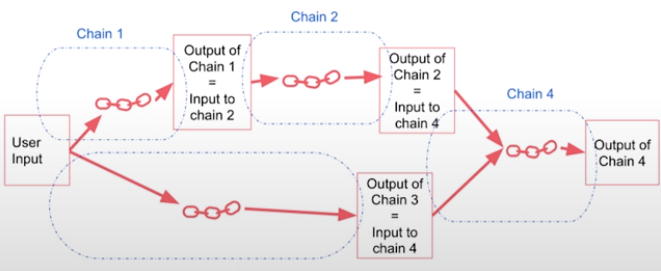 Chain 1
Chain 2
Output of
Chain 1
=
Input to
chain 2
Output of
Chain 2
=
Input to
chain 4
Chain 4
User
Input
Output of
Chain 4
Output of
Chain 3
=
Input to
chain 4